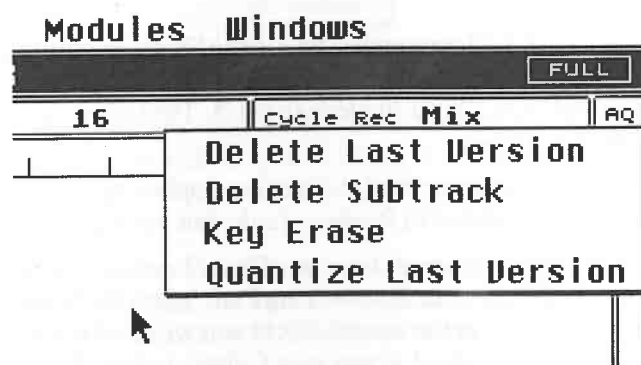 Modules Windows
FULL
16 Cycle Rec Mix AQ
Delete Last Version
Delete Subtrack
Key Erase
Quantize Last Version